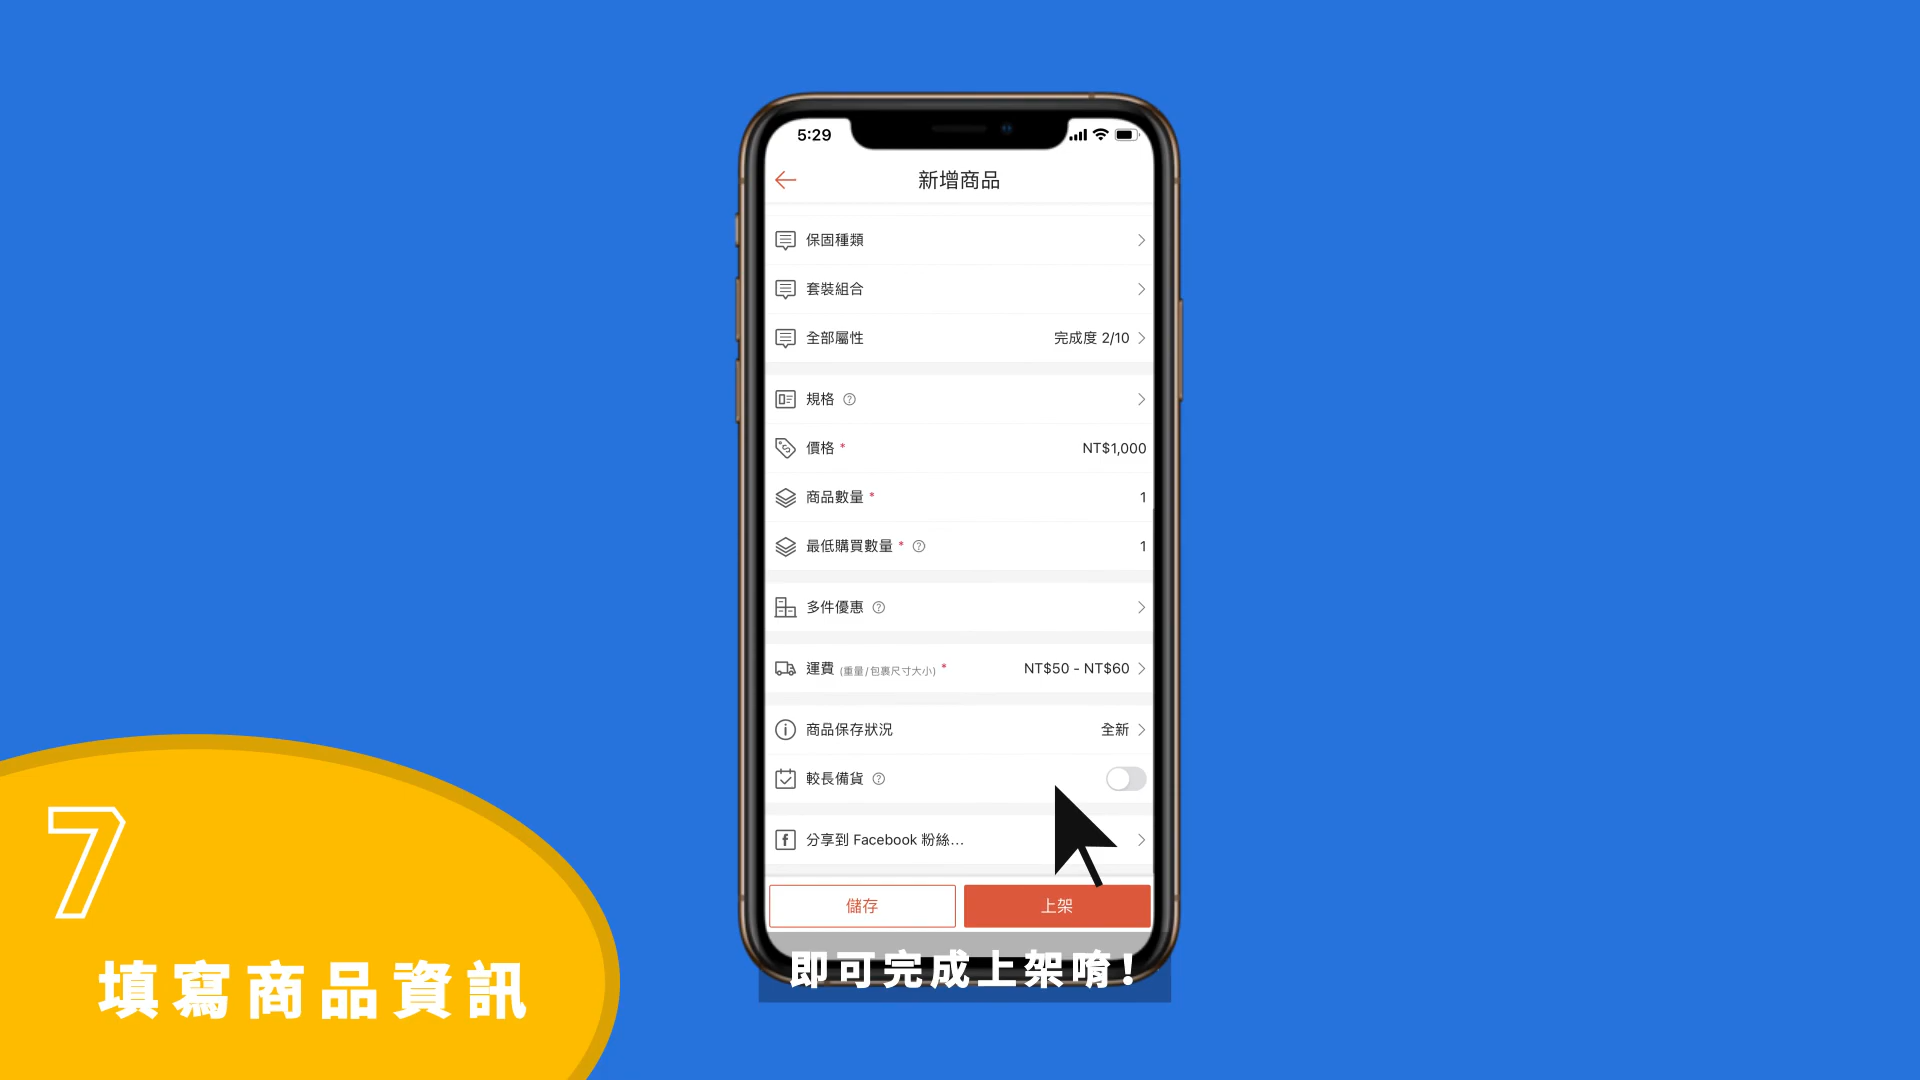 5:29
新增商品
保固種類
套裝組合
全部屬性 完成度 2/10
規格
價格 * NT$1,000
商品數量 * 1
最低購買數量 * 1
多件優惠
運費 (重量/包裹尺寸大小) * NT$50 - NT$60
商品保存狀況 全新
較長備貨
分享到 Facebook 粉絲...
儲存 上架
即可完成上架唷!
7
填寫商品資訊